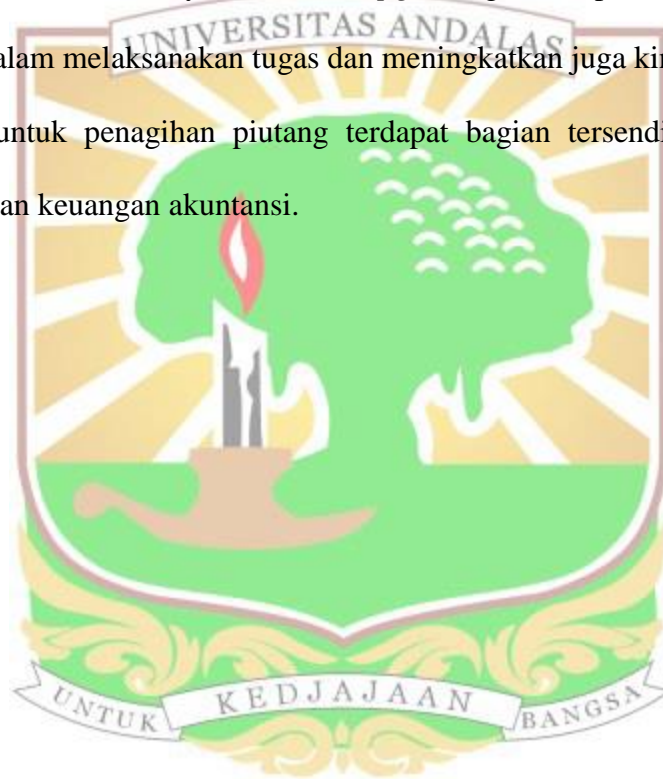 UNIVERSITAS ANDALAS
alam melaksanakan tugas dan meningkatkan juga kin
untuk penagihan piutang terdapat bagian tersendi
an keuangan akuntansi.
UNTUK KEDJAJAAN BANGSA